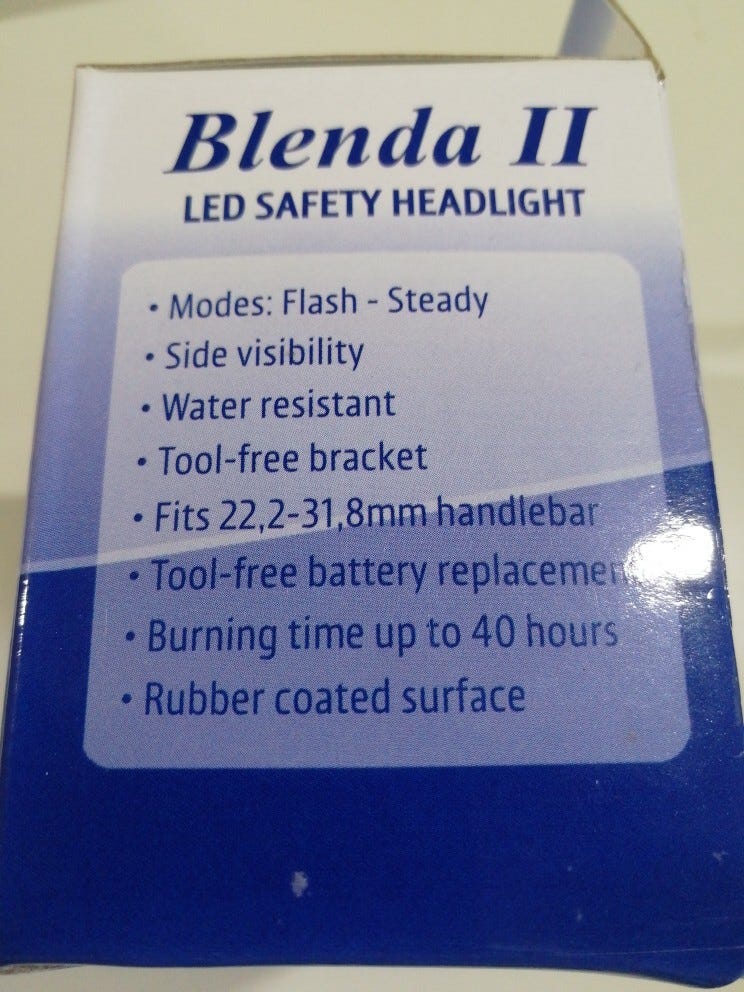 Blenda II
LED SAFETY HEADLIGHT
• Modes: Flash - Steady
• Side visibility
• Water resistant
• Tool-free bracket
• Fits 22,2-31,8mm handlebar
• Tool-free battery
• Burning time up to 40 hours
• Rubber coated surface